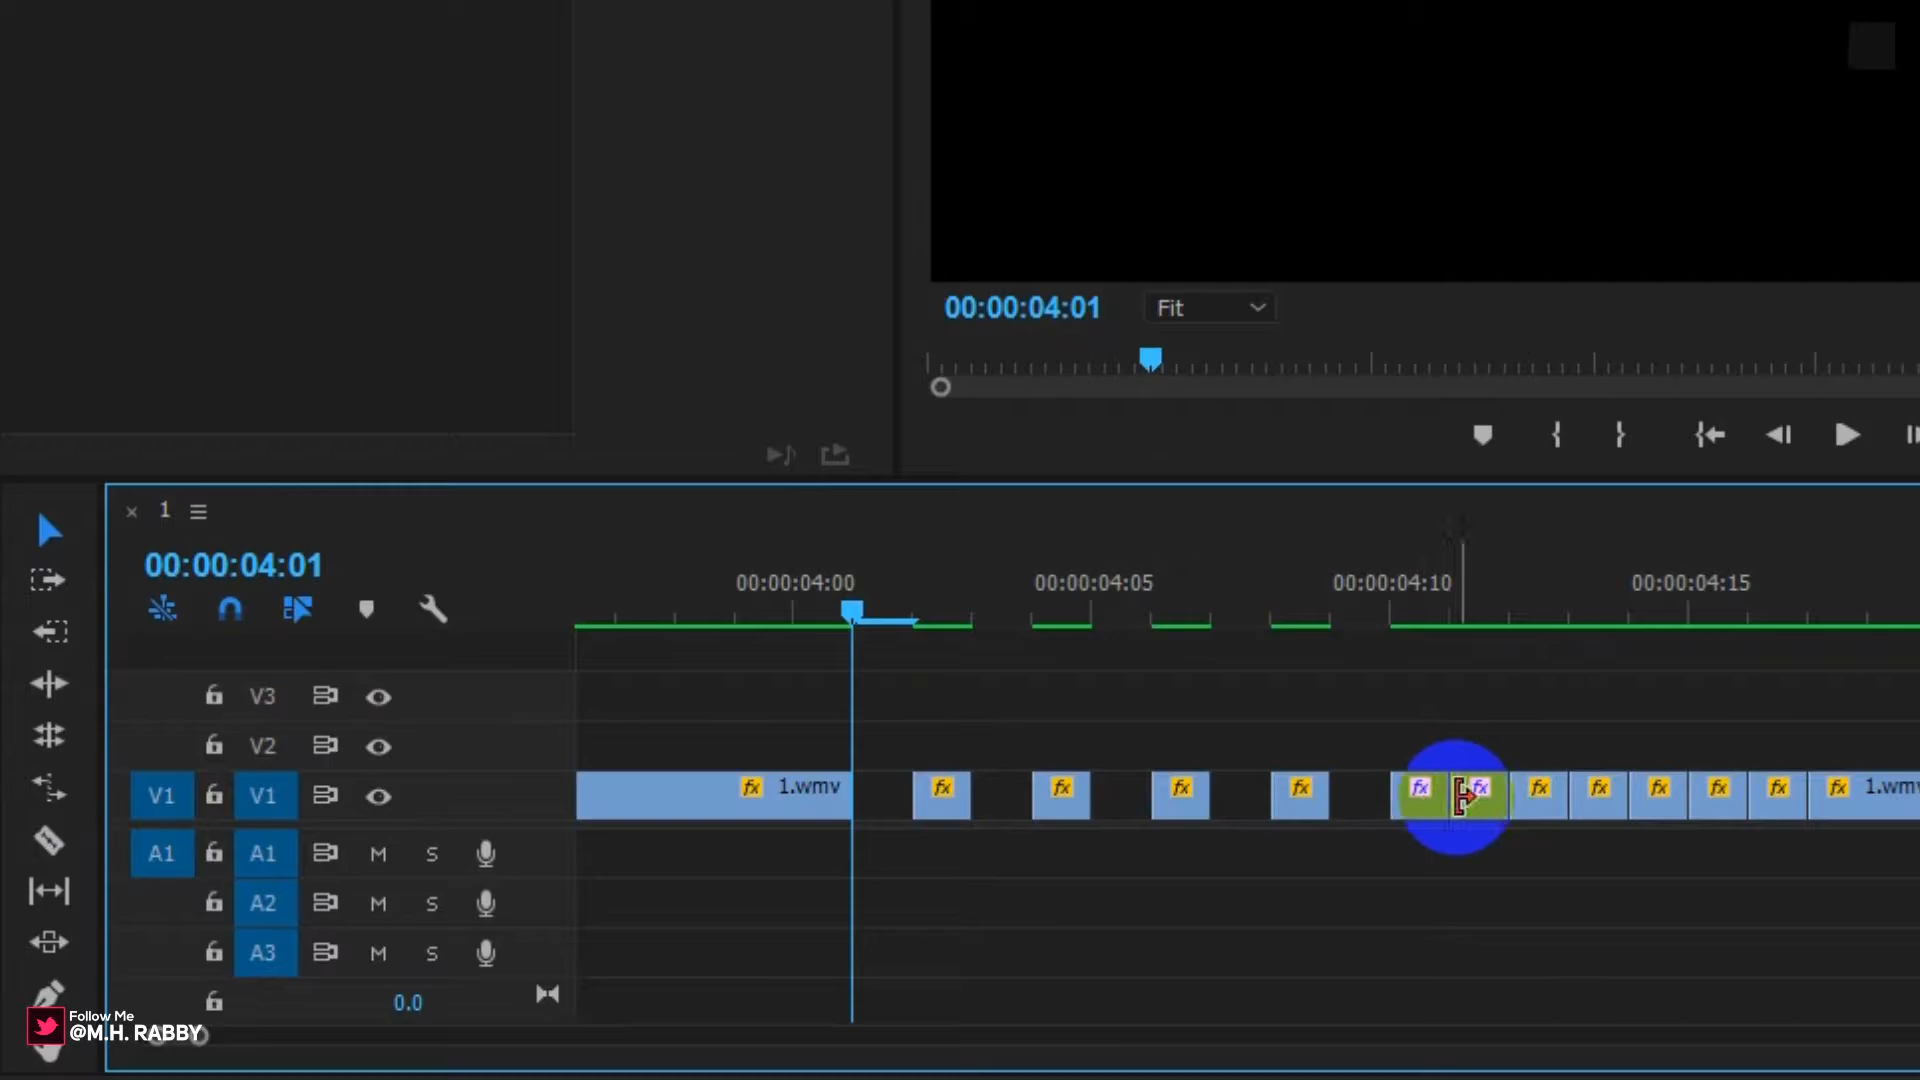 00:00:04:01
Fit
1
00:00:04:01
00:00:04:00
00:00:04:05
00:00:04:10
00:00:04:15
V3
V2
V1
V1
fx
1.wmv
fx
fx
fx
fx
fx
fx
fx
fx
fx
fx
fx
fx
1.wmv
A1
A1
M
S
A2
M
S
A3
M
S
0.0
Follow Me
@M.H. RABBY